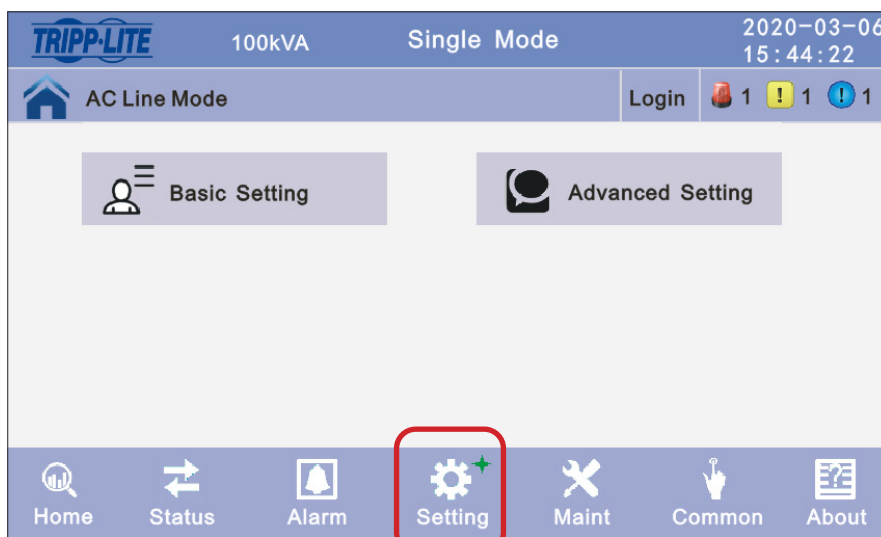 TRIPP·LITE 100kVA Single Mode 2020-03-06
15:44:22
AC Line Mode Login 1 ! 1 ! 1
Basic Setting Advanced Setting
Home Status Alarm Setting Maint Common About